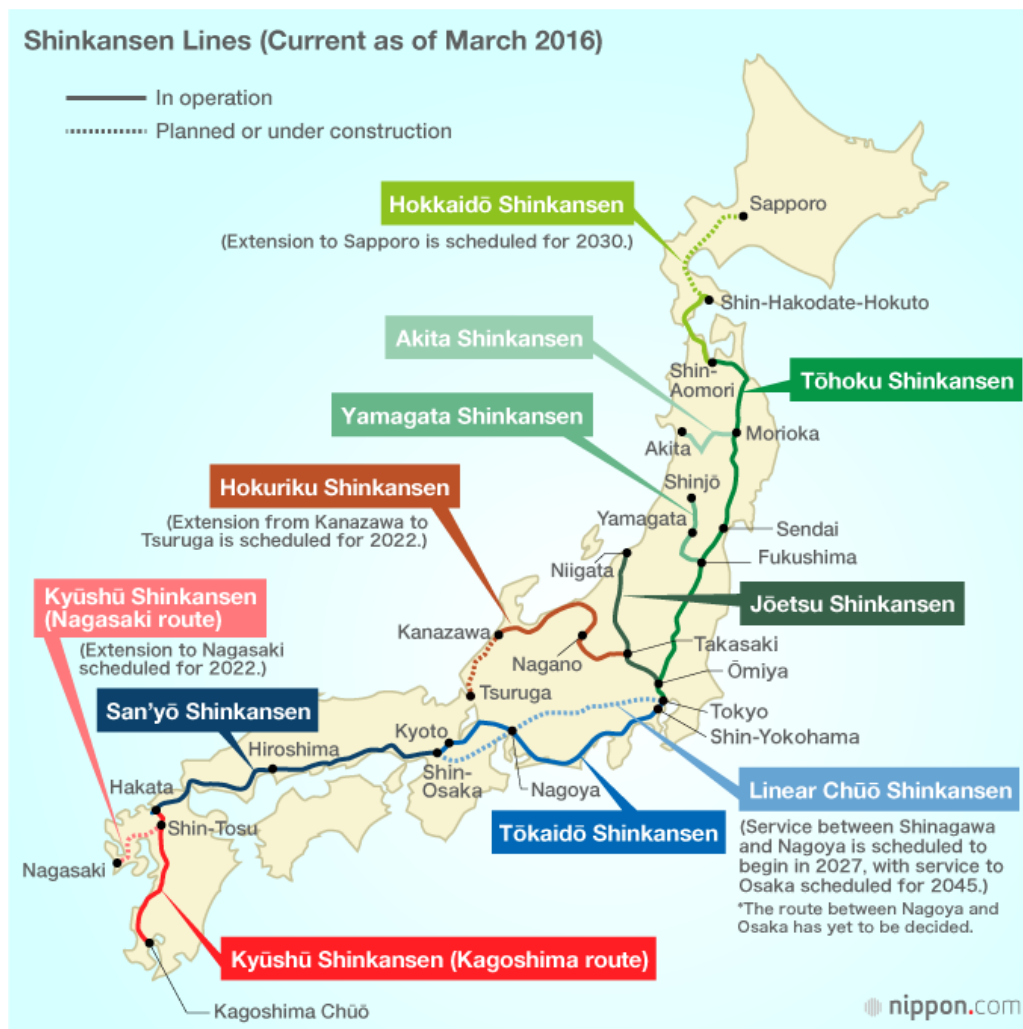 Shinkansen Lines (Current as of March 2016)
In operation
Planned or under construction
Hokkaidō Shinkansen
(Extension to Sapporo is scheduled for 2030.)
Sapporo
Shin-Hakodate-Hokuto
Akita Shinkansen
Shin-
Aomori
Tōhoku Shinkansen
Yamagata Shinkansen
Akita
Morioka
Hokuriku Shinkansen
(Extension from Kanazawa to
Tsuruga is scheduled for 2022.)
Shinjō
Yamagata
Sendai
Niigata
Fukushima
Kyūshū Shinkansen
(Nagasaki route)
(Extension to Nagasaki
scheduled for 2022.)
Jōetsu Shinkansen
Kanazawa
Nagano
Takasaki
Ōmiya
Tsuruga
San'yō Shinkansen
Tokyo
Kyoto
Shin-Yokohama
Hiroshima
Shin-
Osaka
Nagoya
Hakata
Linear Chūō Shinkansen
(Service between Shinagawa
and Nagoya is scheduled to
begin in 2027, with service to
Osaka scheduled for 2045.)
*The route between Nagoya and
Osaka has yet to be decided.
Shin-Tosu
Tōkaidō Shinkansen
Nagasaki
Kyūshū Shinkansen (Kagoshima route)
Kagoshima Chūō
nippon.com